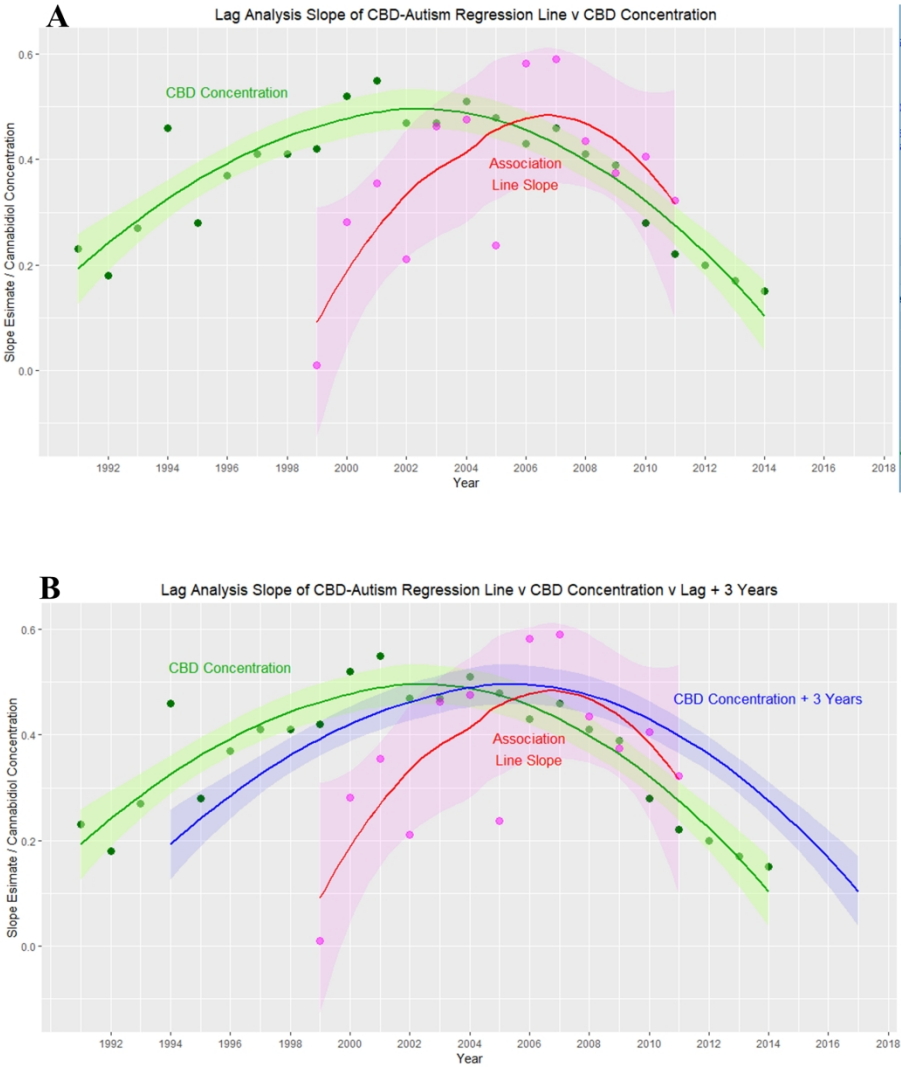 A
Lag Analysis Slope of CBD-Autism Regression Line v CBD Concentration
0.6
0.4
0.2
0.0
Slope Esimate / Cannabidiol Concentration
CBD Concentration
Association
Line Slope
1992 1994 1996 1998 2000 2002 2004 2006 2008 2010 2012 2014 2016 2018
Year
B
Lag Analysis Slope of CBD-Autism Regression Line v CBD Concentration v Lag + 3 Years
0.6
0.4
0.2
0.0
Slope Esimate / Cannabidiol Concentration
CBD Concentration
CBD Concentration + 3 Years
Association
Line Slope
1992 1994 1996 1998 2000 2002 2004 2006 2008 2010 2012 2014 2016 2018
Year